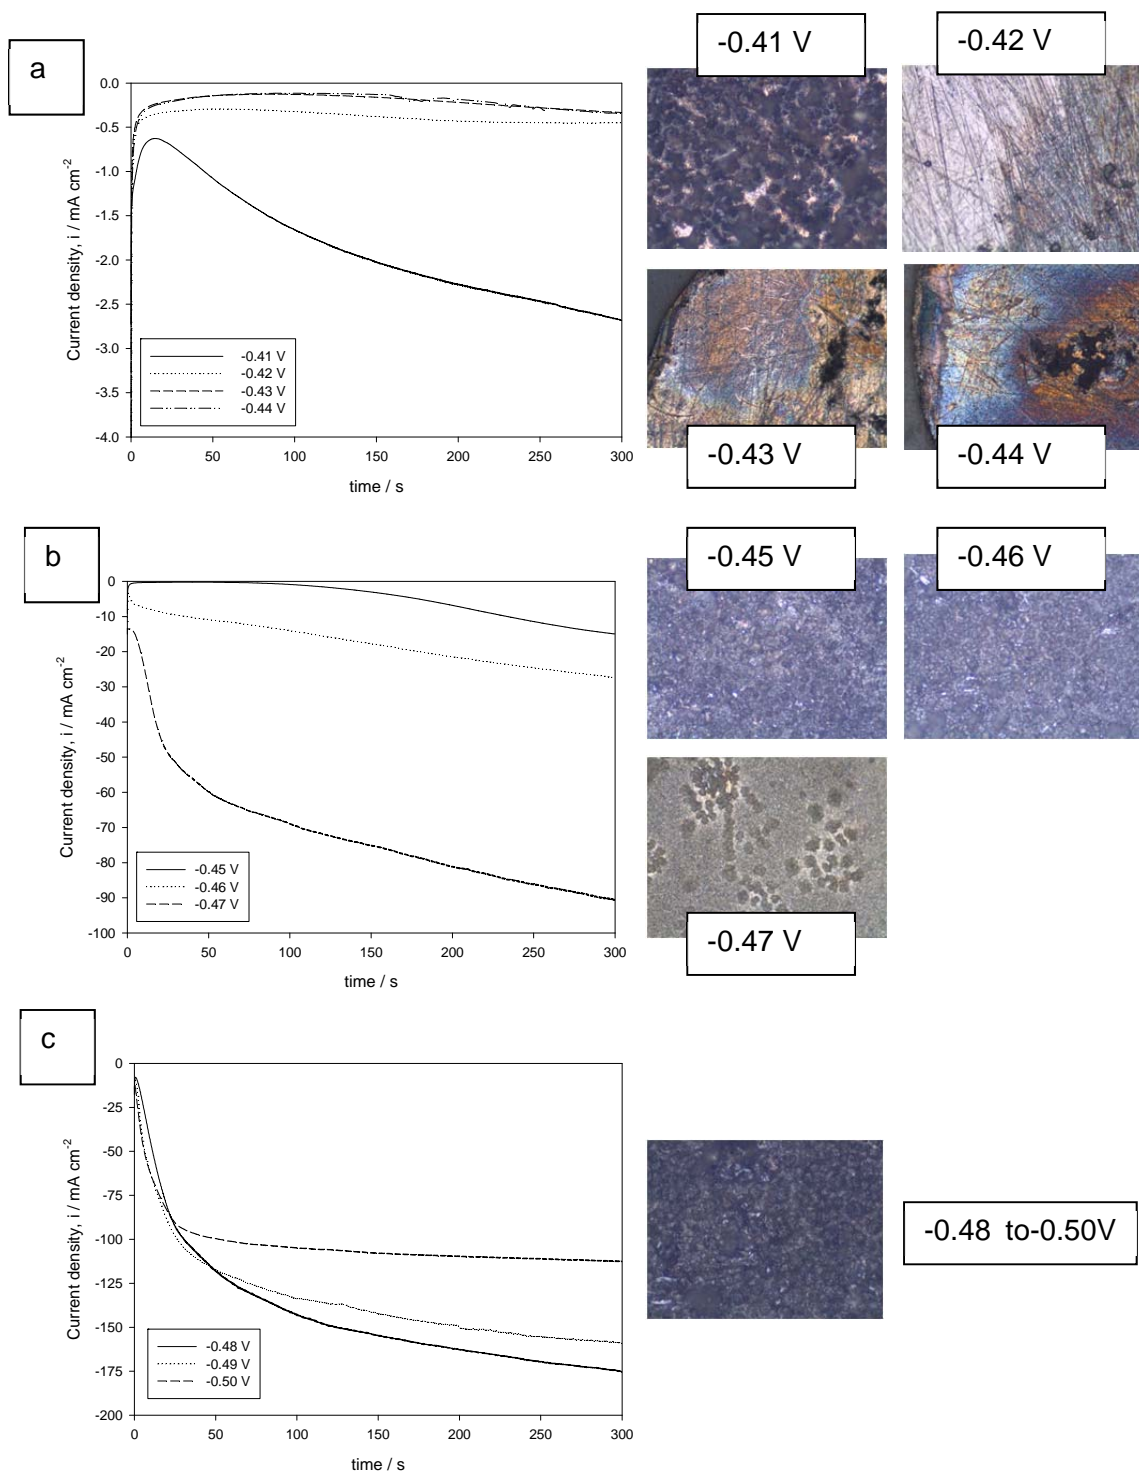 a
Current density, i / mA cm-2
0.0
-0.5
-1.0
-1.5
-2.0
-2.5
-3.0
-3.5
-4.0
-0.41 V
-0.42 V
-0.43 V
-0.44 V
0 50 100 150 200 250 300
time / s
-0.41 V
-0.42 V
-0.43 V
-0.44 V
b
Current density, i / mA cm-2
0
-10
-20
-30
-40
-50
-60
-70
-80
-90
-100
-0.45 V
-0.46 V
-0.47 V
0 50 100 150 200 250 300
time / s
-0.45 V
-0.46 V
-0.47 V
c
Current density, i / mA cm-2
0
-25
-50
-75
-100
-125
-150
-175
-200
-0.48 V
-0.49 V
-0.50 V
0 50 100 150 200 250 300
time / s
-0.48 to-0.50V